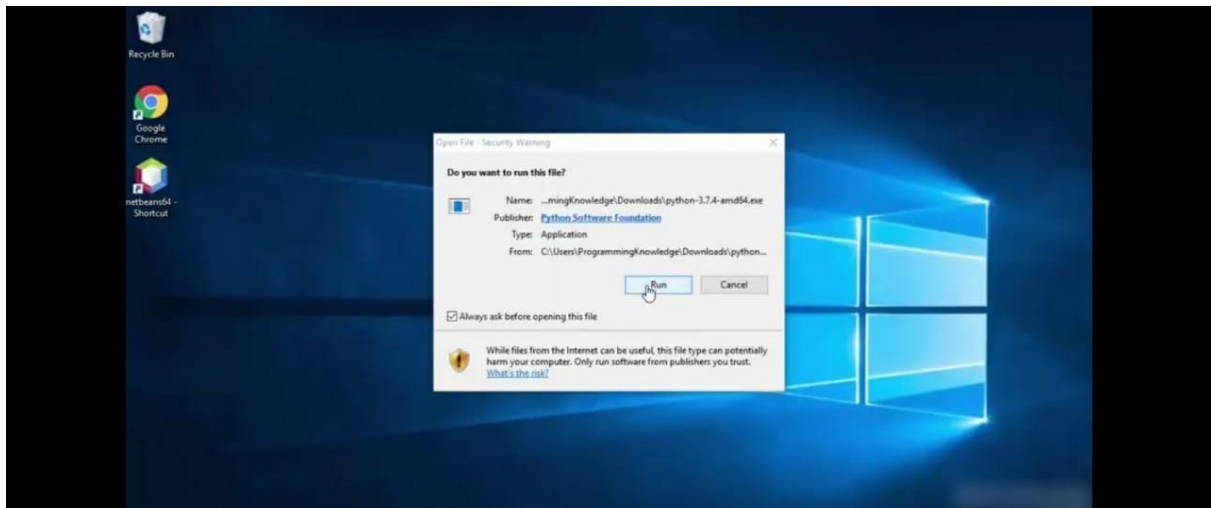 Recycle Bin
Google
Chrome
netbeans64 -
Shortcut
Open File - Security Warning
Do you want to run this file?
Name: ...mingKnowledge\Downloads\python-3.7.4-amd64.exe
Publisher: Python Software Foundation
Type: Application
From: C:\Users\ProgrammingKnowledge\Downloads\python...
Run Cancel
Always ask before opening this file
While files from the Internet can be useful, this file type can potentially
harm your computer. Only run software from publishers you trust.
What's the risk?